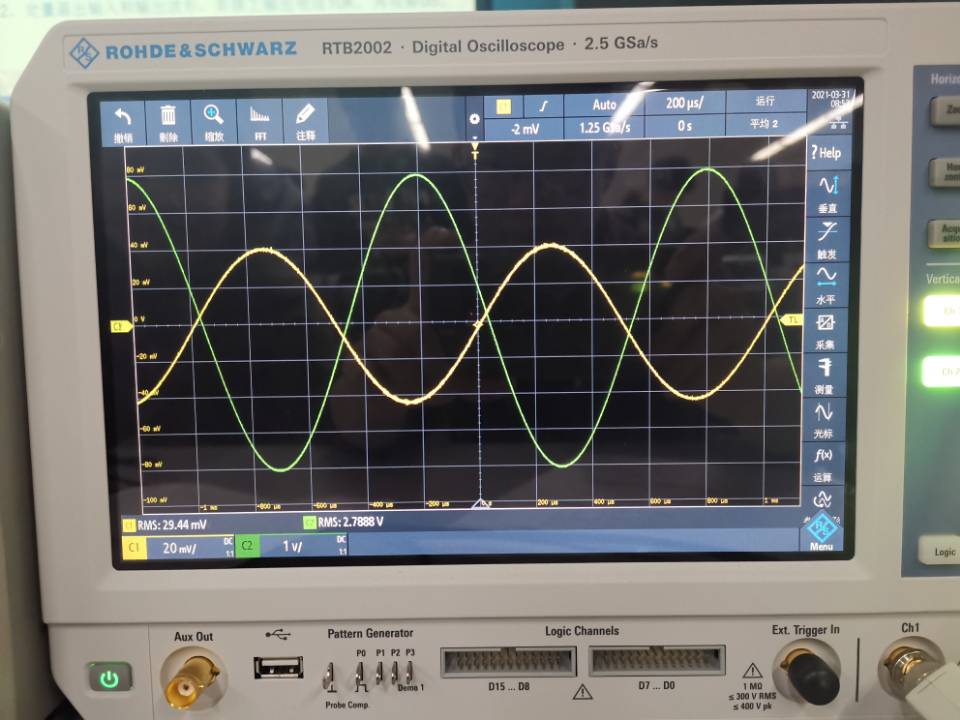 ROHDE&SCHWARZ RTB2002 · Digital Oscilloscope · 2.5 GSa/s
Horiz
2021-03-31
撤销 删除 缩放 FFT 注释
C1 Auto 200 µs/ 运行
-2 mV 1.25 GSa/s 0 s 平均 2
T
? Help
垂直
触发
水平
采集
测量
光标
f(x)
运算
Menu
80 mV
60 mV
40 mV
20 mV
0 V
-20 mV
-40 mV
-60 mV
-80 mV
-100 mV
C1
TL
-1 ms -800 µs -600 µs -400 µs -200 µs 0 s 200 µs 400 µs 600 µs 800 µs 1 ms
C1 RMS: 29.44 mV C2 RMS: 2.7888 V
C1 20 mV/ DC 1:1 C2 1 V/ DC 1:1
Vertica
Ch 1
Ch 2
Logic
Aux Out
Pattern Generator
P0 P1 P2 P3
Demo 1
Probe Comp.
Logic Channels
D15 ... D8
D7 ... D0
Ext. Trigger In
1 MΩ
≤ 300 V RMS
≤ 400 V pk
Ch1